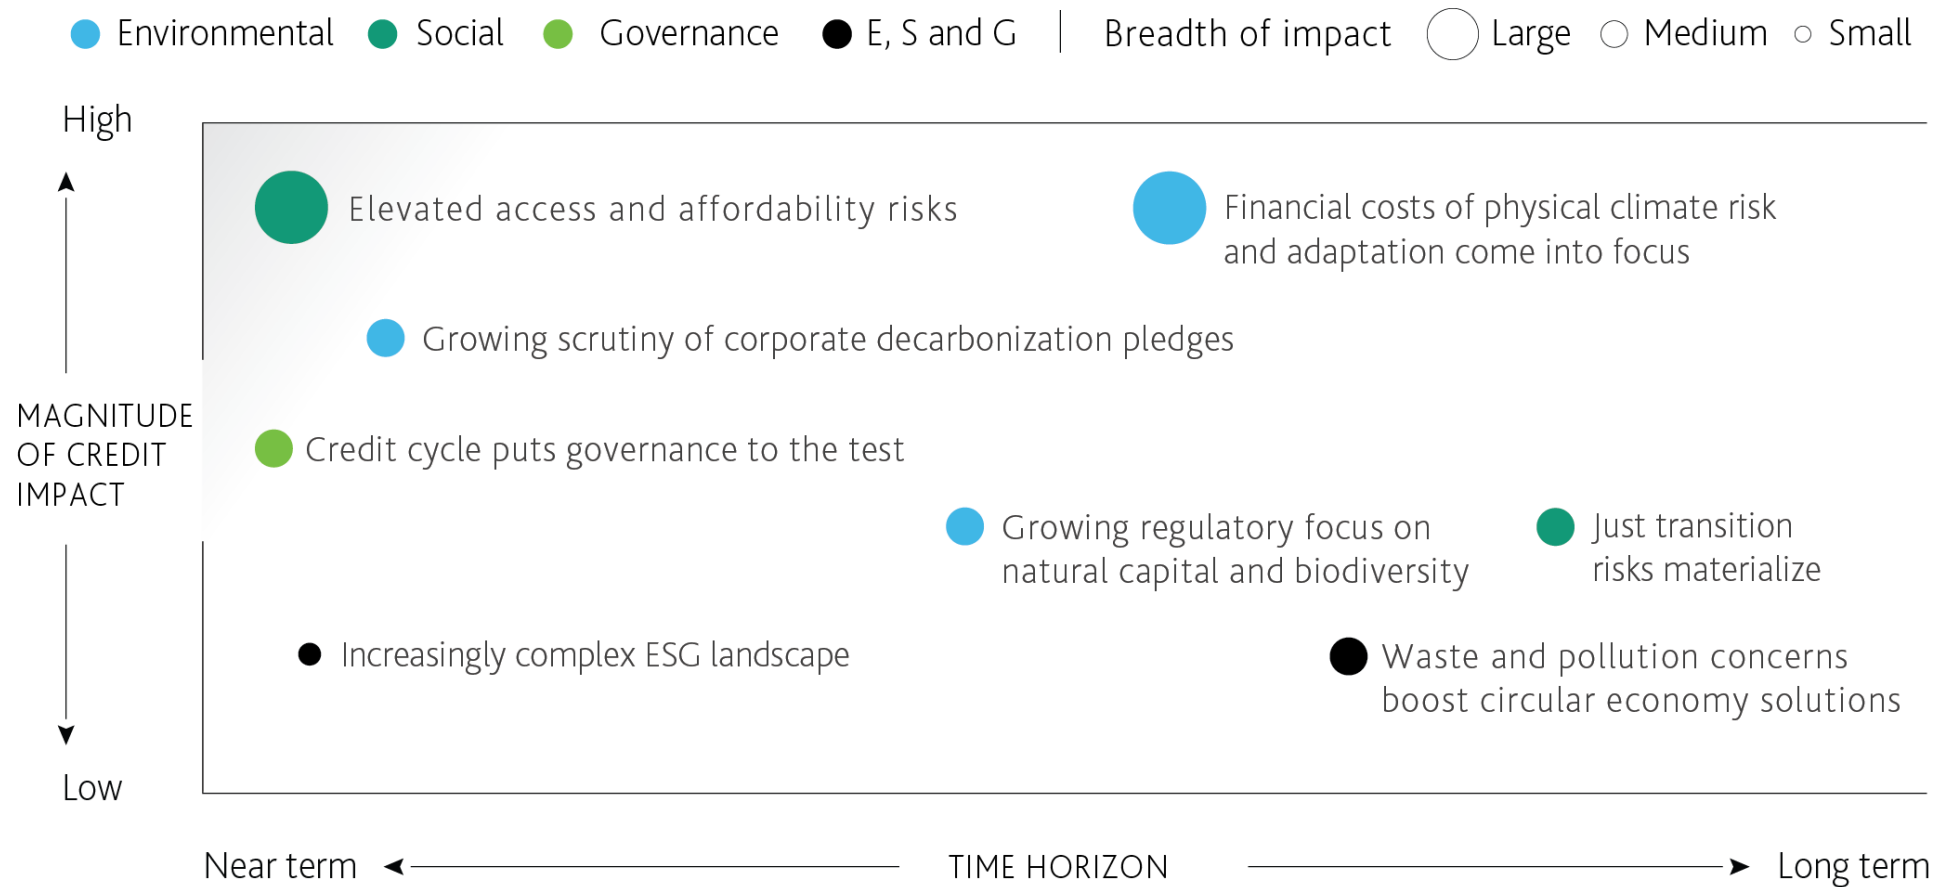 Environmental Social Governance E, S and G Breadth of impact Large Medium Small
High
Elevated access and affordability risks
Financial costs of physical climate risk
and adaptation come into focus
Growing scrutiny of corporate decarbonization pledges
MAGNITUDE
OF CREDIT
IMPACT
Credit cycle puts governance to the test
Growing regulatory focus on
natural capital and biodiversity
Just transition
risks materialize
Increasingly complex ESG landscape
Waste and pollution concerns
boost circular economy solutions
Low
Near term TIME HORIZON Long term